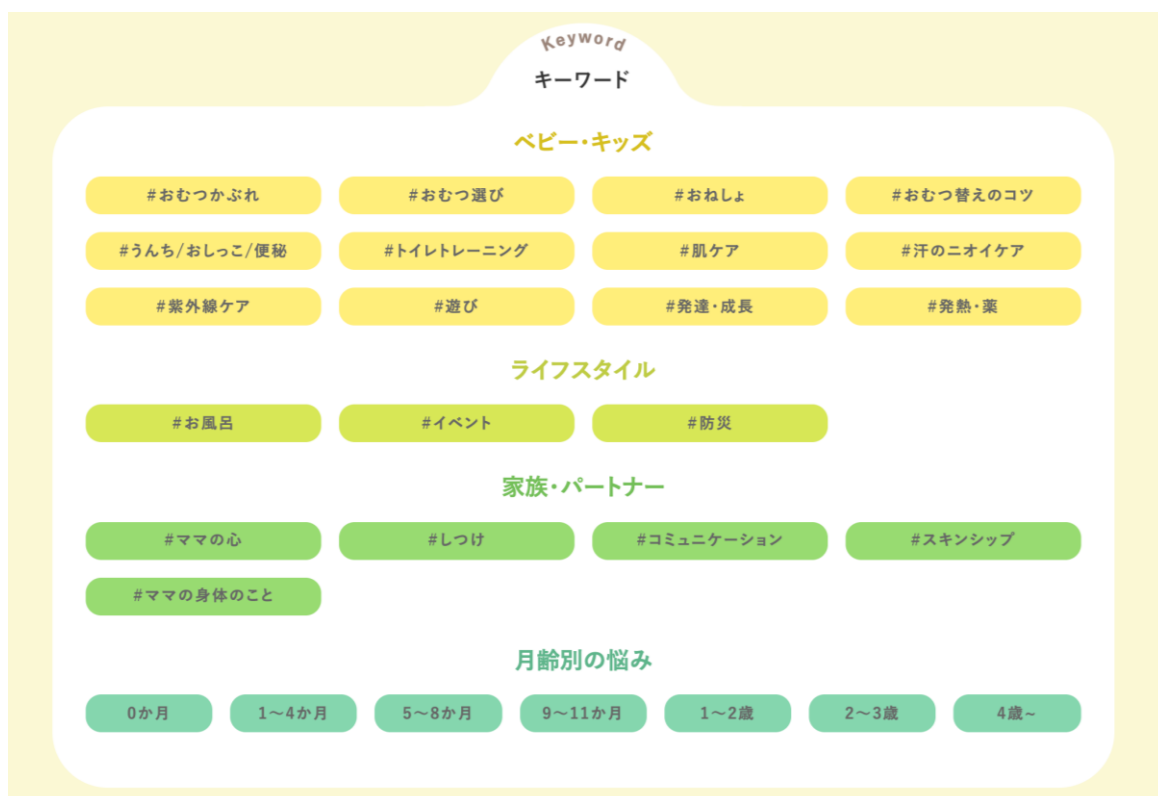 Keyword
キーワード
ベビー・キッズ
#おむつかぶれ #おむつ選び #おねしょ #おむつ替えのコツ
#うんち/おしっこ/便秘 #トイレトレーニング #肌ケア #汗のニオイケア
#紫外線ケア #遊び #発達・成長 #発熱・薬
ライフスタイル
#お風呂 #イベント #防災
家族・パートナー
#ママの心 #しつけ #コミュニケーション #スキンシップ
#ママの身体のこと
月齢別の悩み
0か月 1〜4か月 5〜8か月 9〜11か月 1〜2歳 2〜3歳 4歳~